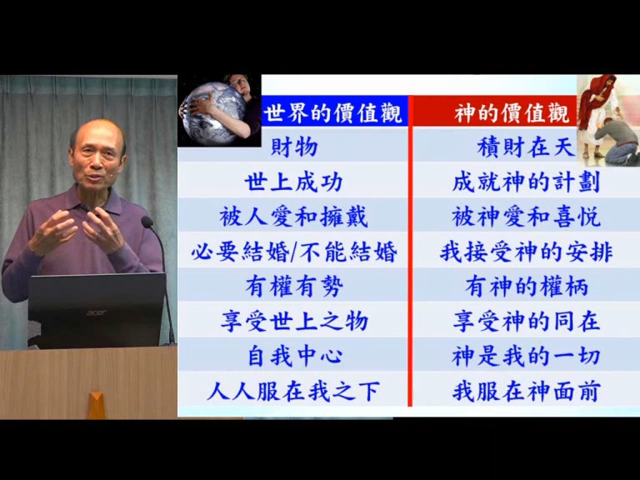 世界的價值觀 神的價值觀
財物 積財在天
世上成功 成就神的計劃
被人愛和擁戴 被神愛和喜悅
必要結婚/不能結婚 我接受神的安排
有權有勢 有神的權柄
享受世上之物 享受神的同在
自我中心 神是我的一切
人人服在我之下 我服在神面前
acer